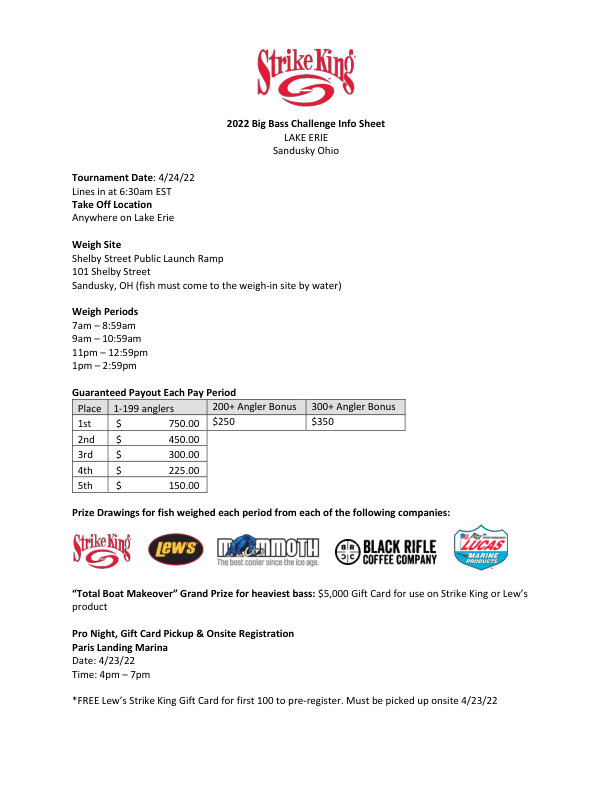 Strike King
2022 Big Bass Challenge Info Sheet
LAKE ERIE
Sandusky Ohio
Tournament Date: 4/24/22
Lines in at 6:30am EST
Take Off Location
Anywhere on Lake Erie
Weigh Site
Shelby Street Public Launch Ramp
101 Shelby Street
Sandusky, OH (fish must come to the weigh-in site by water)
Weigh Periods
7am – 8:59am
9am – 10:59am
11pm – 12:59pm
1pm – 2:59pm
Guaranteed Payout Each Pay Period
Place 1-199 anglers 200+ Angler Bonus 300+ Angler Bonus
1st $ 750.00 $250 $350
2nd $ 450.00
3rd $ 300.00
4th $ 225.00
5th $ 150.00
Prize Drawings for fish weighed each period from each of the following companies:
Strike King LEW'S MAMMOTH The best cooler since the ice age. BRCC BLACK RIFLE COFFEE COMPANY LUCAS MARINE PRODUCTS
“Total Boat Makeover” Grand Prize for heaviest bass: $5,000 Gift Card for use on Strike King or Lew’s
product
Pro Night, Gift Card Pickup & Onsite Registration
Paris Landing Marina
Date: 4/23/22
Time: 4pm – 7pm
*FREE Lew’s Strike King Gift Card for first 100 to pre-register. Must be picked up onsite 4/23/22